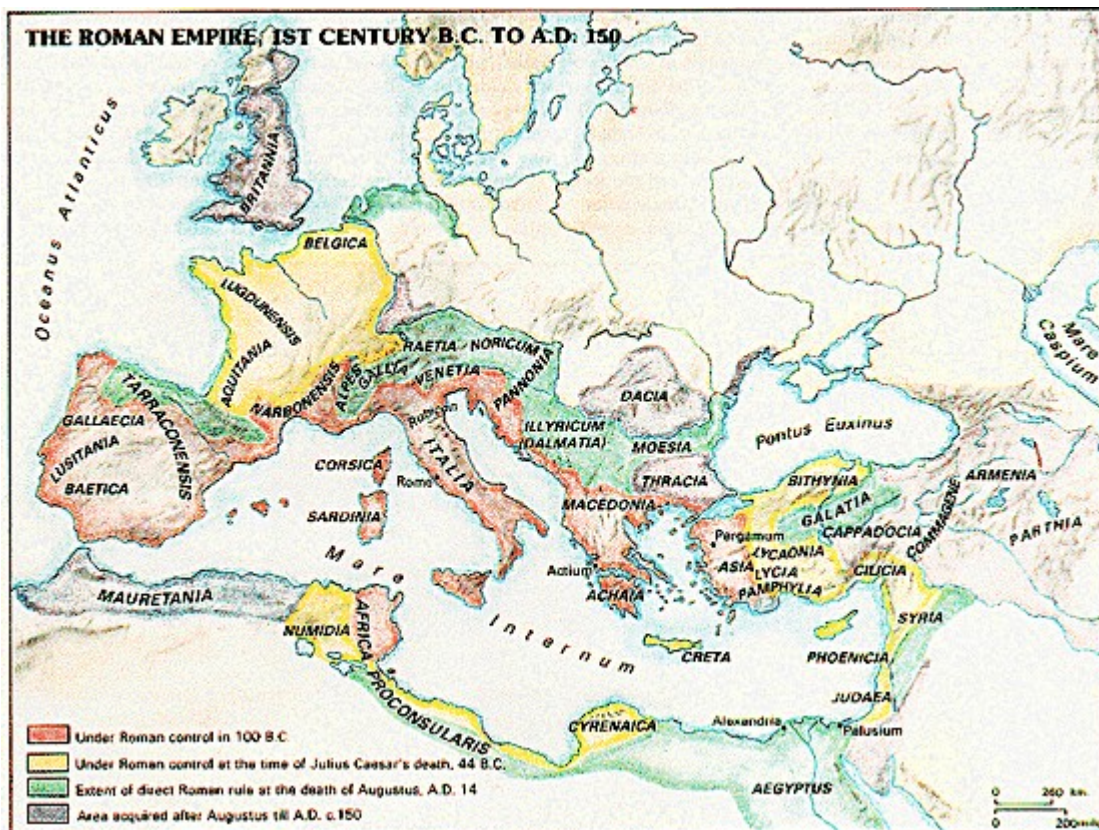 THE ROMAN EMPIRE, 1ST CENTURY B.C. TO A.D. 150
Oceanus Atlanticus
BRITANNIA
BELGICA
LUGDUNENSIS
AQUITANIA
NARBONENSIS
ALPES
GALLIA
RAETIA
NORICUM
VENETIA
PANNONIA
Mare
Caspium
TARRACONENSIS
GALLAECIA
LUSITANIA
BAETICA
DACIA
ILLYRICUM
(DALMATIA)
MOESIA
THRACIA
Pontus Euxinus
Rubicon
ITALIA
CORSICA
Rome
SARDINIA
MACEDONIA
BITHYNIA
GALATIA
ARMENIA
CAPPADOCIA
COMMAGENE
PARTHIA
Pergamum
ASIA
LYCAONIA
LYCIA
PAMPHYLIA
CILICIA
Actium
ACHAIA
Mare Internum
MAURETANIA
NUMIDIA
AFRICA
PROCONSULARIS
CRETA
SYRIA
PHOENICIA
JUDAEA
CYRENAICA
Alexandria
Palusium
AEGYPTUS
Under Roman control in 100 B.C.
Under Roman control at the time of Julius Caesar's death, 44 B.C.
Extent of direct Roman rule at the death of Augustus, A.D. 14
Area acquired after Augustus till A.D. c.150
0
km.
0